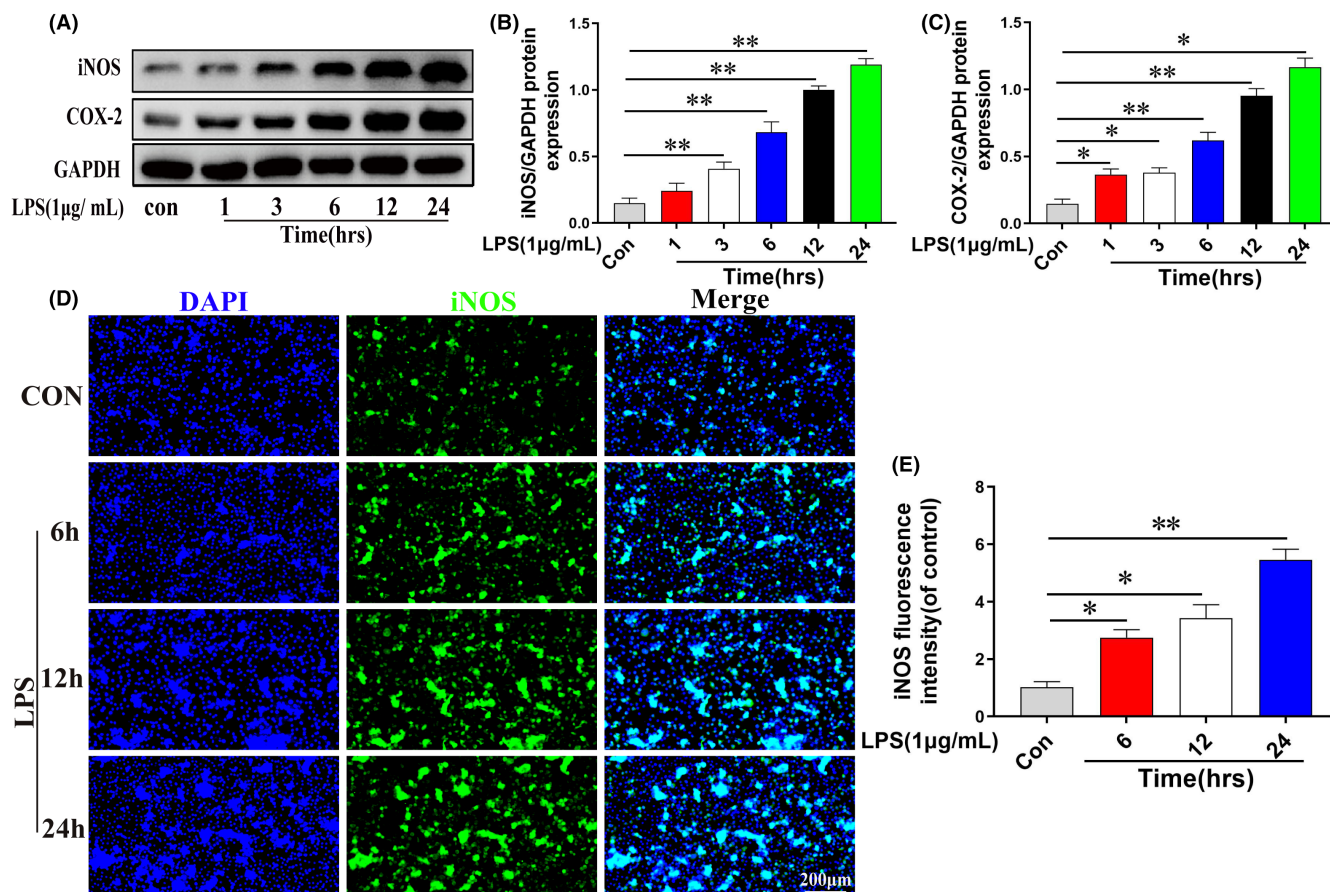 (A)
iNOS
COX-2
GAPDH
LPS(1μg/ mL) con 1 3 6 12 24
Time(hrs)
(B)
iNOS/GAPDH protein
expression
1.5
1.0
0.5
0.0
** ** ** **
LPS(1μg/mL)
Con 1 3 6 12 24
Time(hrs)
(C)
COX-2/GAPDH protein
expression
1.5
1.0
0.5
0.0
* ** ** * *
LPS(1μg/mL)
Con 1 3 6 12 24
Time(hrs)
(D)
DAPI iNOS Merge
CON
LPS
6h
12h
24h
200μm
(E)
iNOS fluorescence
intensity(of control)
8
6
4
2
0
** * *
LPS(1μg/mL)
Con 6 12 24
Time(hrs)